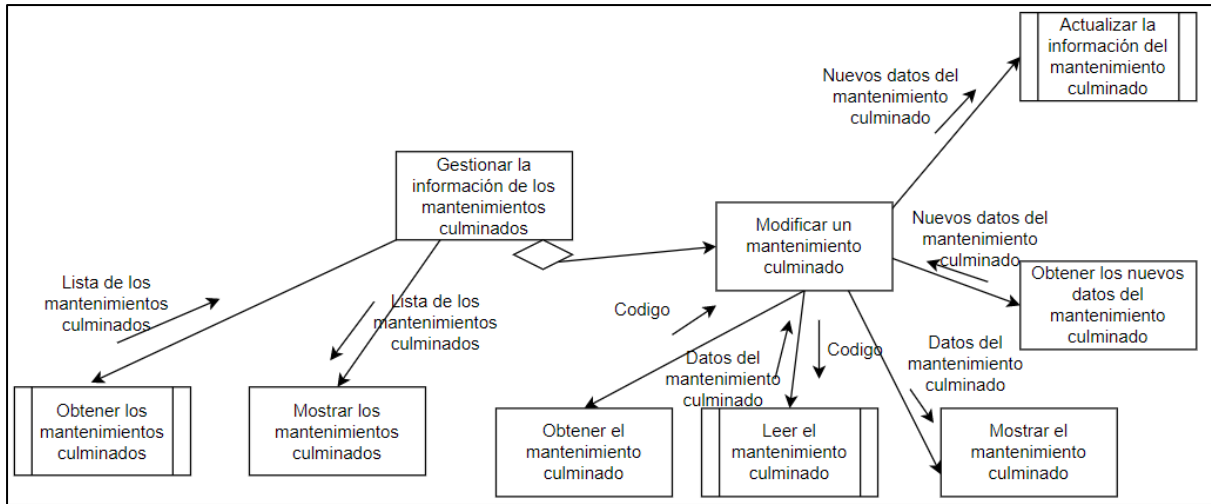 Actualizar la
información del
mantenimiento
culminado
Nuevos datos del
mantenimiento
culminado
Gestionar la
información de los
mantenimientos
culminados
Modificar un
mantenimiento
culminado
Nuevos datos del
mantenimiento
culminado
Obtener los nuevos
datos del
mantenimiento
culminado
Lista de los
mantenimientos
culminados
Lista de los
mantenimientos
culminados
Codigo
Datos del
mantenimiento
culminado
Codigo
Datos del
mantenimiento
culminado
Obtener los
mantenimientos
culminados
Mostrar los
mantenimientos
culminados
Obtener el
mantenimiento
culminado
Leer el
mantenimiento
culminado
Mostrar el
mantenimiento
culminado